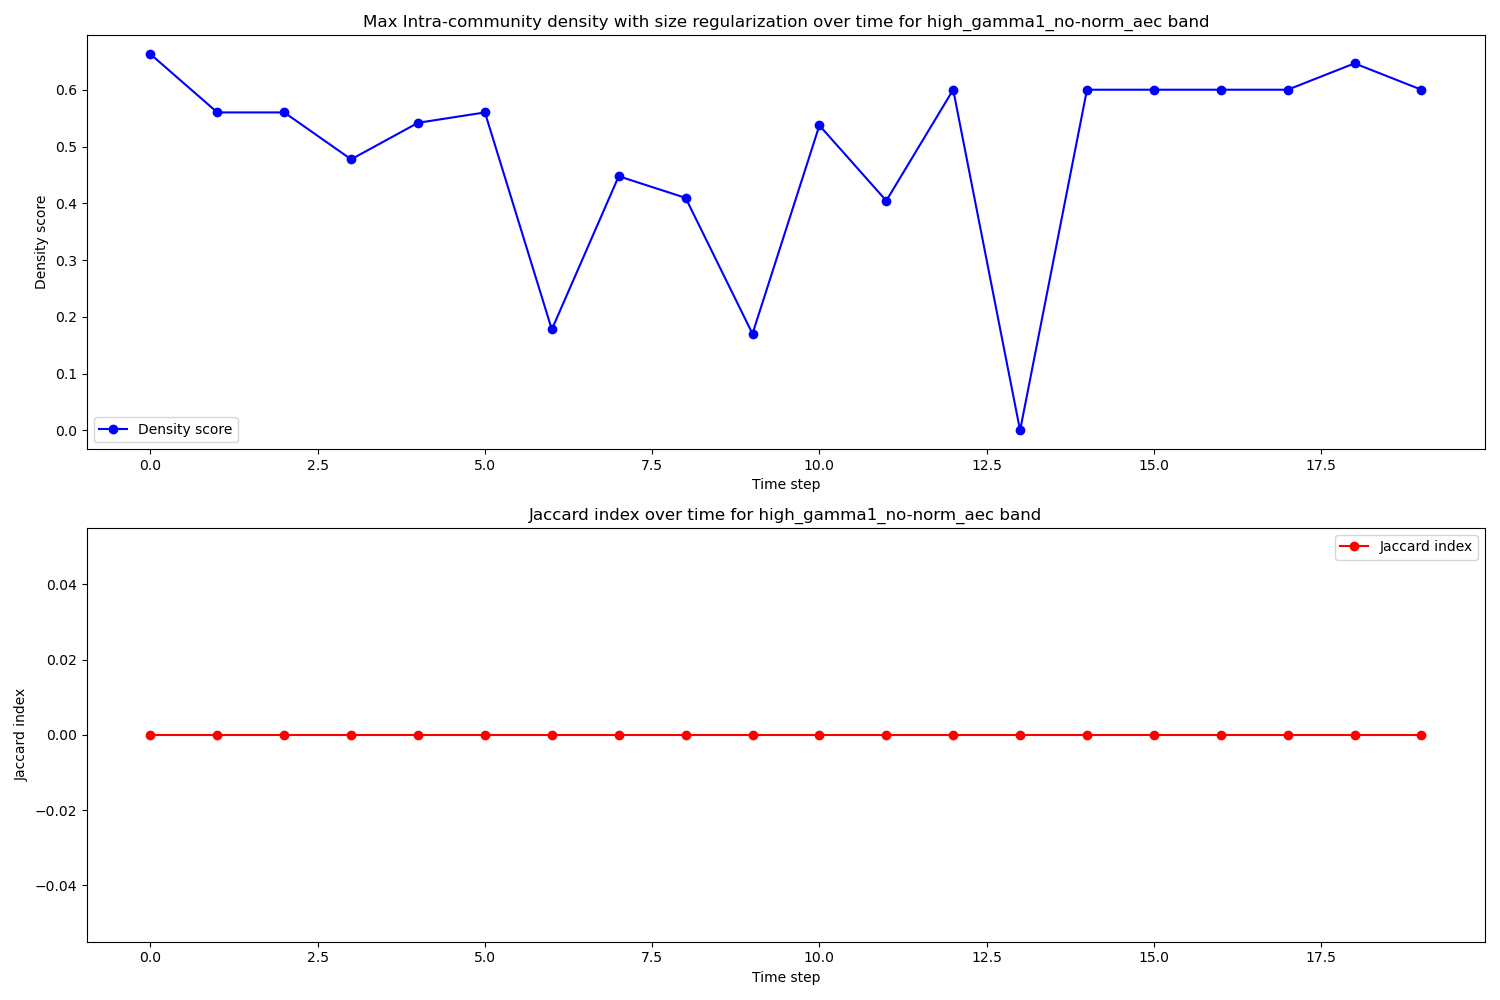 Max Intra-community density with size regularization over time for high_gamma1_no-norm_aec band
Density score
0.6
0.5
0.4
0.3
0.2
0.1
0.0
Density score
0.0 2.5 5.0 7.5 10.0 12.5 15.0 17.5
Time step
Jaccard index over time for high_gamma1_no-norm_aec band
Jaccard index
Jaccard index
0.04
0.02
0.00
−0.02
−0.04
0.0 2.5 5.0 7.5 10.0 12.5 15.0 17.5
Time step